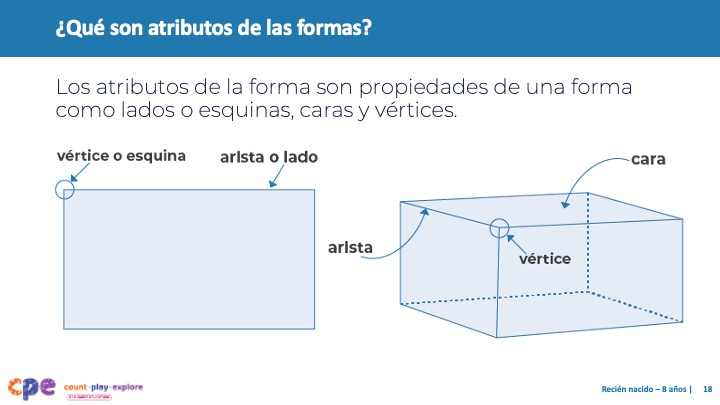 ¿Qué son atributos de las formas?
Los atributos de la forma son propiedades de una forma
como lados o esquinas, caras y vértices.
vértice o esquina
arista o lado
cara
arista
vértice
cpe
count-play-explore
Recién nacido – 8 años | 18